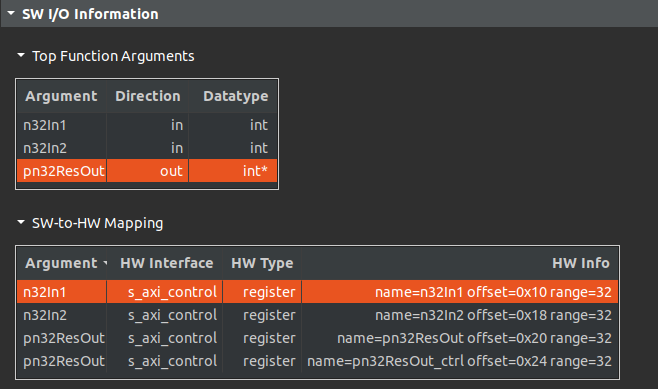 SW I/O Information
Top Function Arguments
Argument Direction Datatype
n32In1 in int
n32In2 in int
pn32ResOut out int*
SW-to-HW Mapping
Argument HW Interface HW Type HW Info
n32In1 s_axi_control register name=n32In1 offset=0x10 range=32
n32In2 s_axi_control register name=n32In2 offset=0x18 range=32
pn32ResOut s_axi_control register name=pn32ResOut offset=0x20 range=32
pn32ResOut s_axi_control register name=pn32ResOut_ctrl offset=0x24 range=32